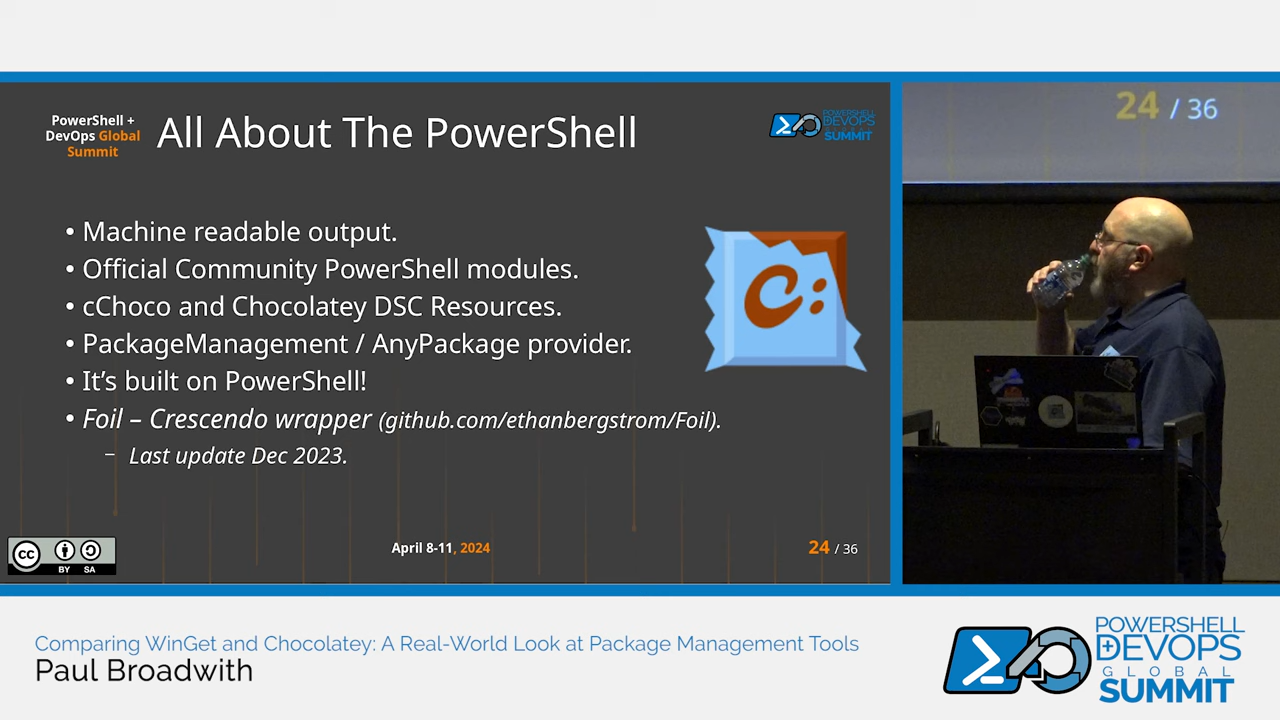 PowerShell +
DevOps Global
Summit
All About The PowerShell
POWERSHELL
DEVOPS
GLOBAL
SUMMIT
• Machine readable output.
• Official Community PowerShell modules.
• cChoco and Chocolatey DSC Resources.
• PackageManagement / AnyPackage provider.
• It’s built on PowerShell!
• Foil – Crescendo wrapper (github.com/ethanbergstrom/Foil).
– Last update Dec 2023.
C:
cc
BY SA
April 8-11, 2024
24 / 36
24 / 36
Comparing WinGet and Chocolatey: A Real-World Look at Package Management Tools
Paul Broadwith
POWERSHELL
DEVOPS
GLOBAL
SUMMIT